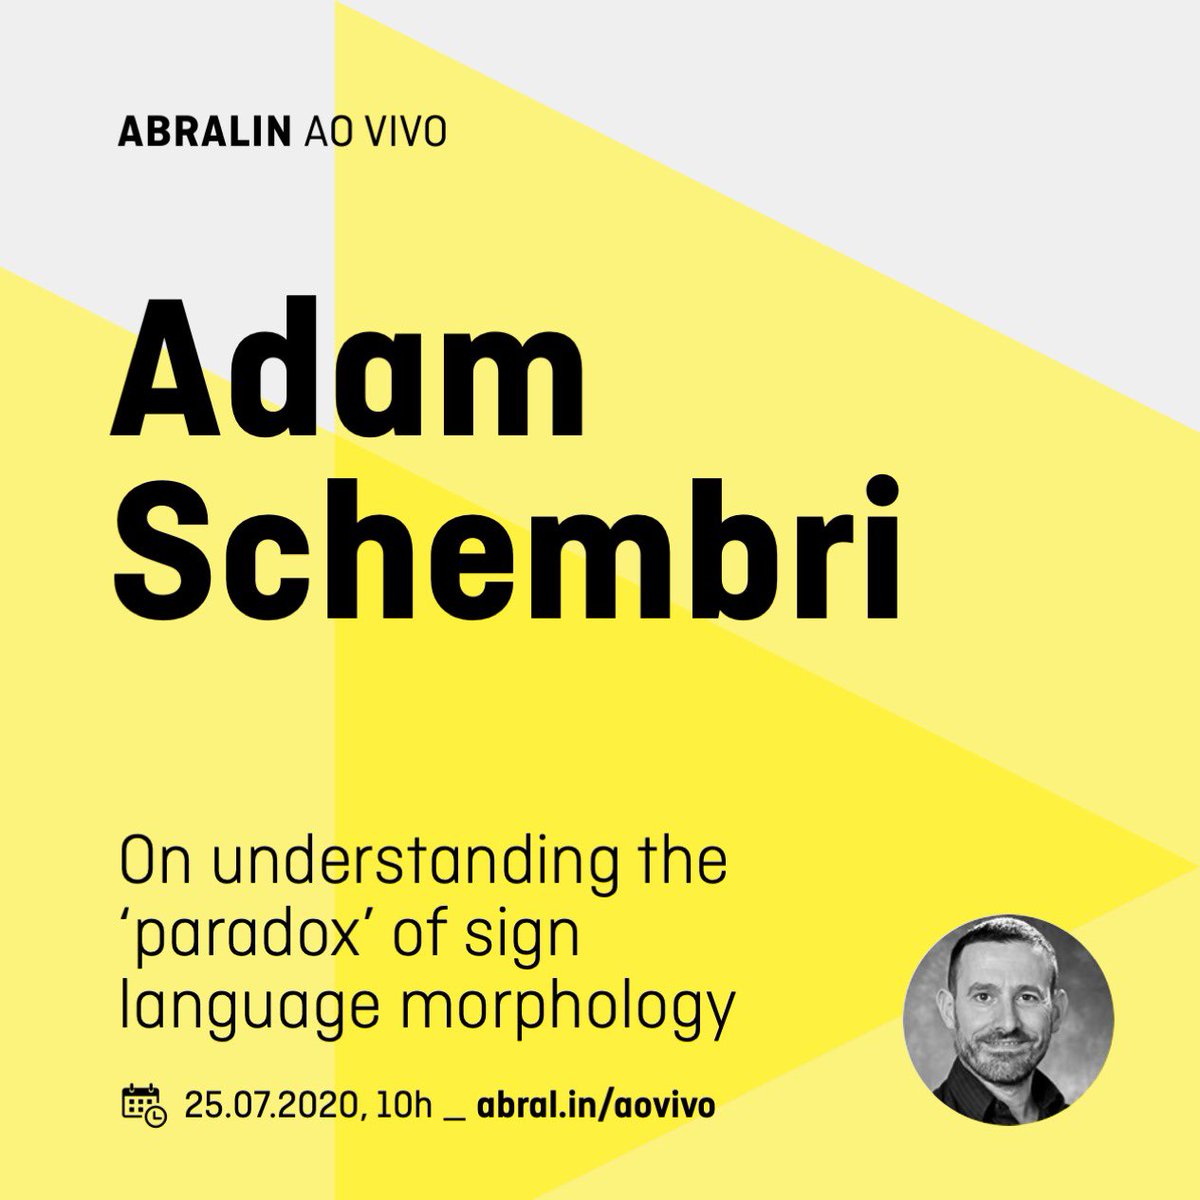 ABRALIN AO VIVO
Adam
Schembri
On understanding the
‘paradox’ of sign
language morphology
25.07.2020, 10h _ abral.in/aovivo